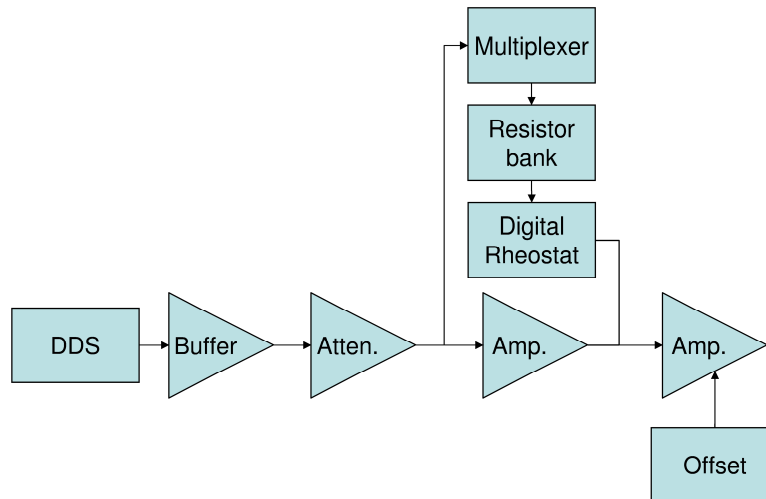 Multiplexer
Resistor
bank
Digital
Rheostat
DDS
Buffer
Atten.
Amp.
Amp.
Offset